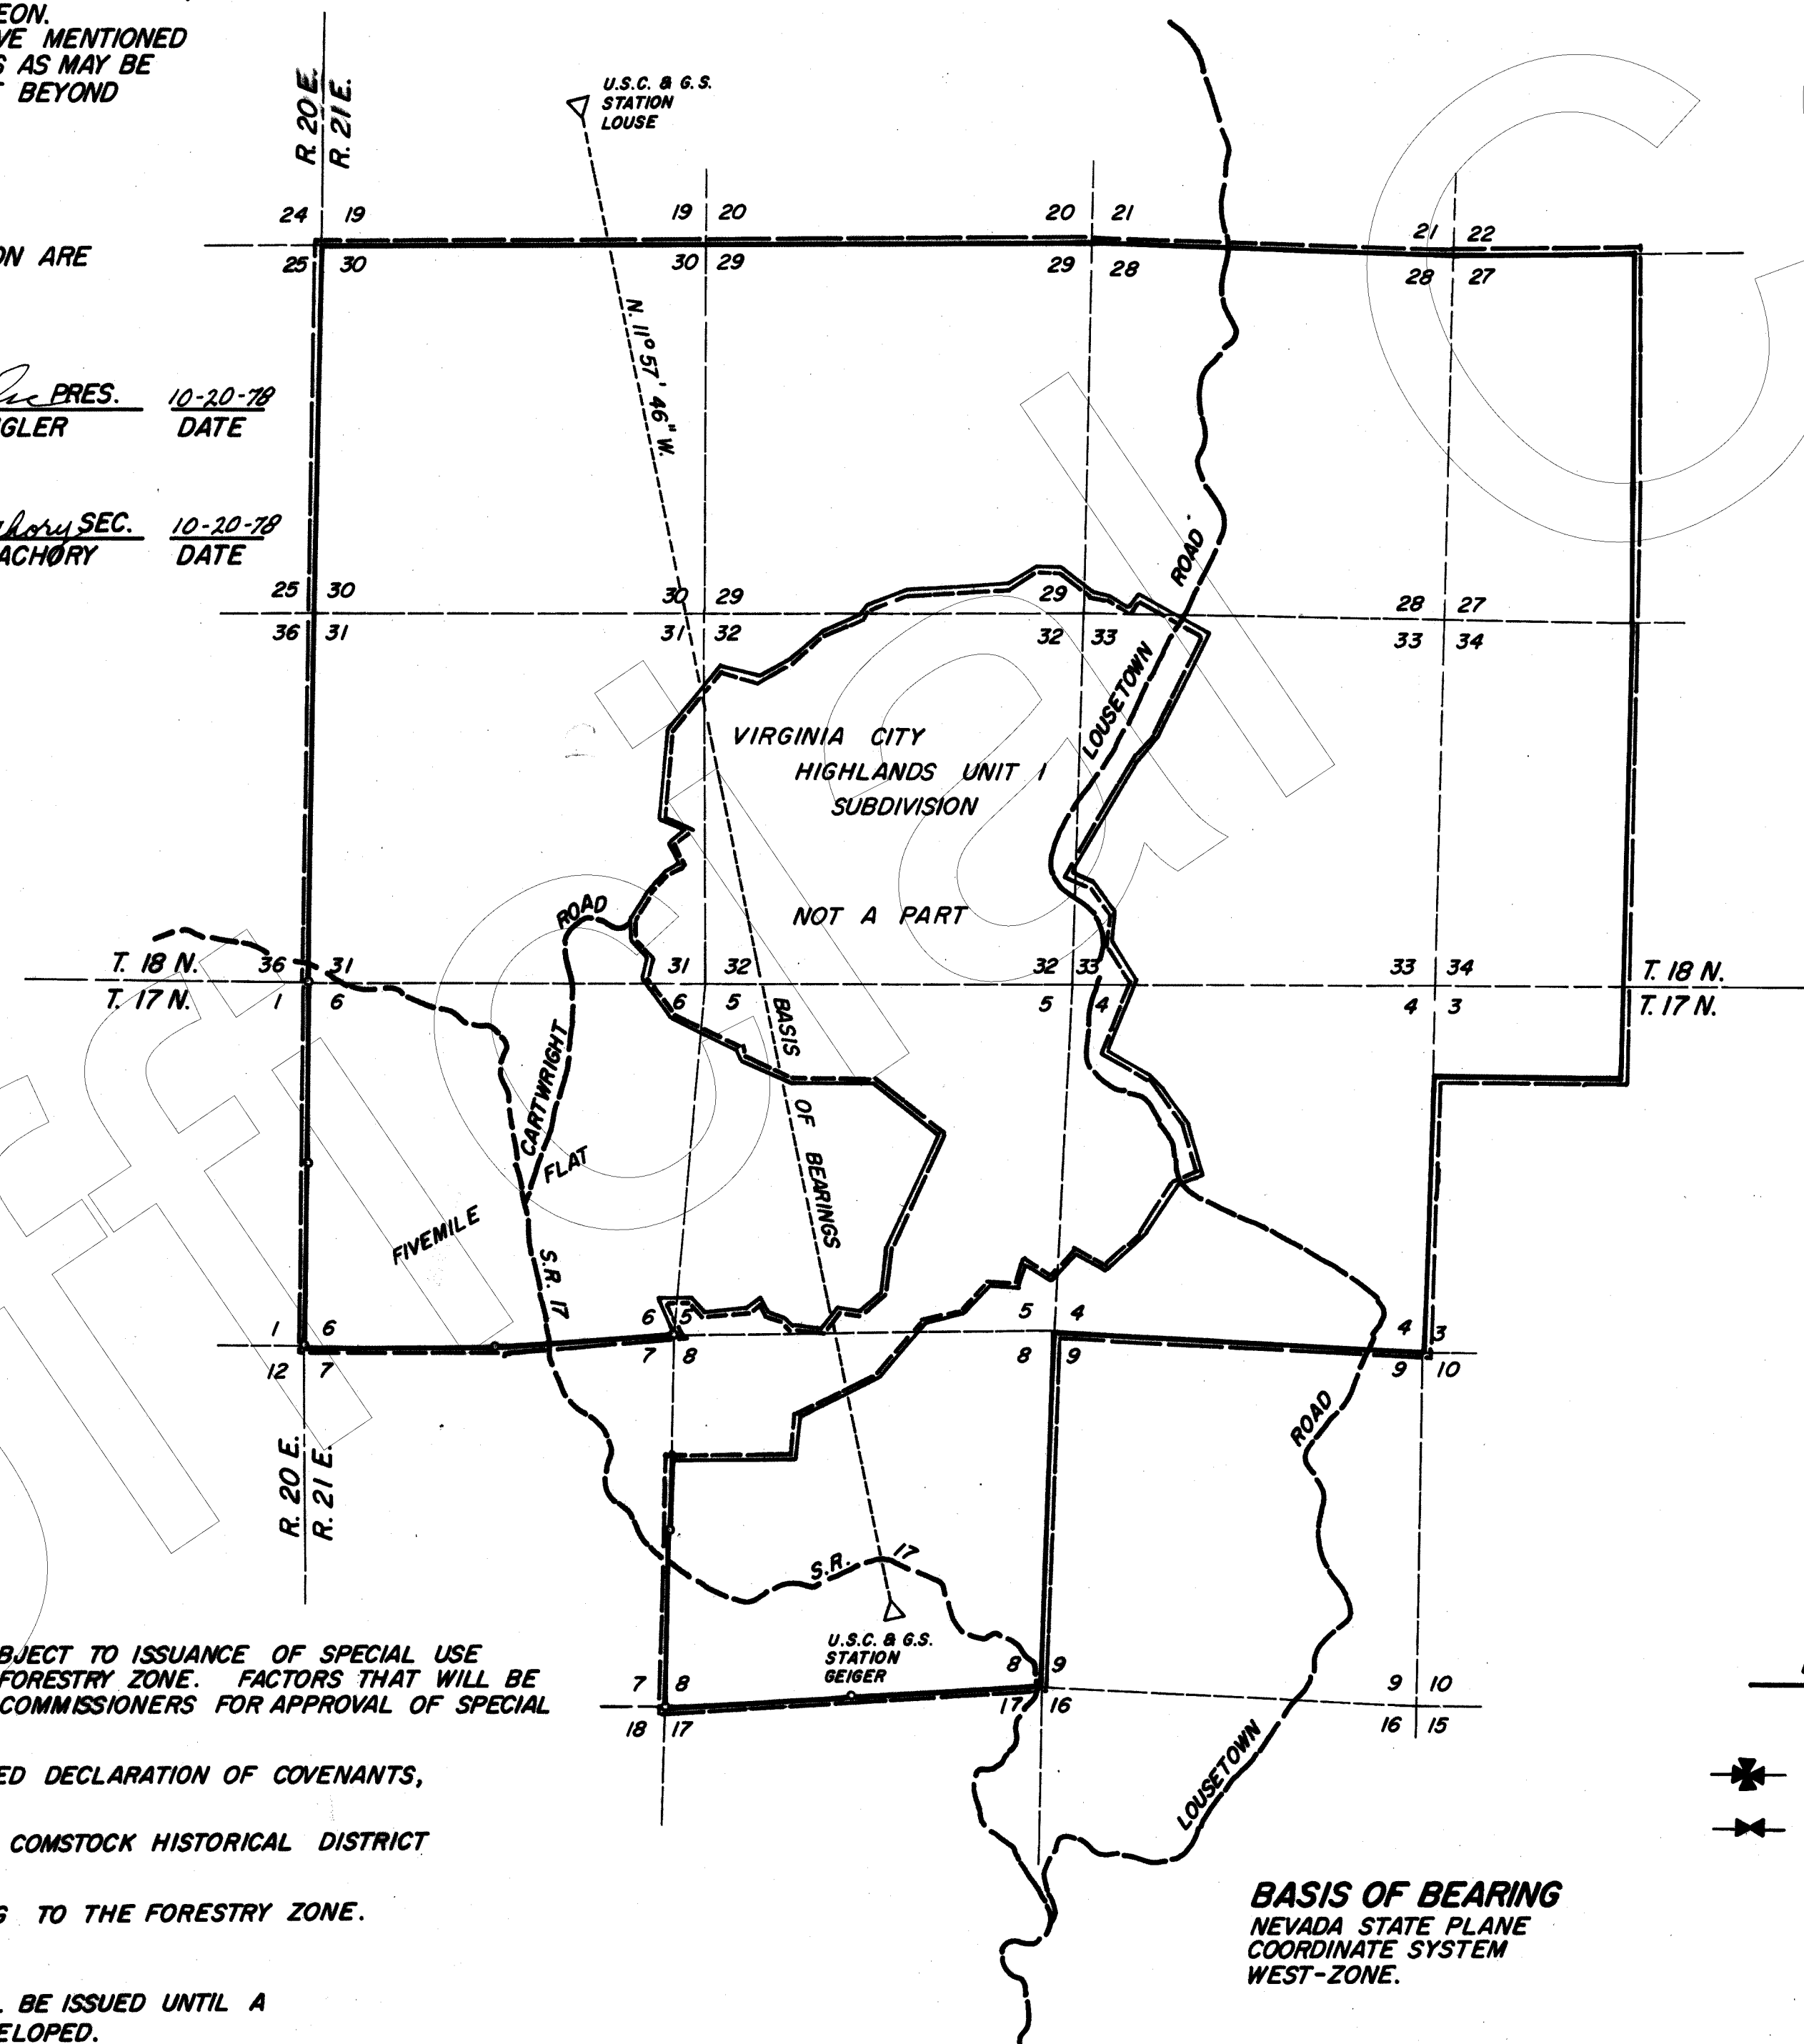 EON.
VE MENTIONED
S AS MAY BE
T BEYOND
R. 20 E.
R. 21 E.
U.S.C. & G.S.
STATION
LOUSE
24 19
19 20
20 21
21 22
25 30
30 29
29 28
28 27
ON ARE
N. 11° 57' 46" W.
PRES. 10-20-78
GLER DATE
SEC. 10-20-78
ACHORY DATE
ROAD
LOUSETOWN
25 30
30 29
29
28 27
36 31
31 32
32 33
33 34
VIRGINIA CITY
HIGHLANDS UNIT 1
SUBDIVISION
NOT A PART
ROAD
CARTWRIGHT
T. 18 N. 36 31
31 32
32 33
33 34
T. 18 N.
T. 17 N. 1 6
6 5
5 4
4 3
T. 17 N.
BASIS OF BEARINGS
FIVEMILE FLAT
S.R. 17
1 6
6 5
5 4
4 3
12 7
7 8
8 9
9 10
R. 20 E.
R. 21 E.
ROAD
LOUSETOWN
S.R. 17
U.S.C. & G.S.
STATION
GEIGER
7 8
8 9
9 10
18 17
17 16
16 15
BJECT TO ISSUANCE OF SPECIAL USE
FORESTRY ZONE. FACTORS THAT WILL BE
COMMISSIONERS FOR APPROVAL OF SPECIAL
ED DECLARATION OF COVENANTS,
COMSTOCK HISTORICAL DISTRICT
G TO THE FORESTRY ZONE.
BE ISSUED UNTIL A
ELOPED.
BASIS OF BEARING
NEVADA STATE PLANE
COORDINATE SYSTEM
WEST-ZONE.
Official